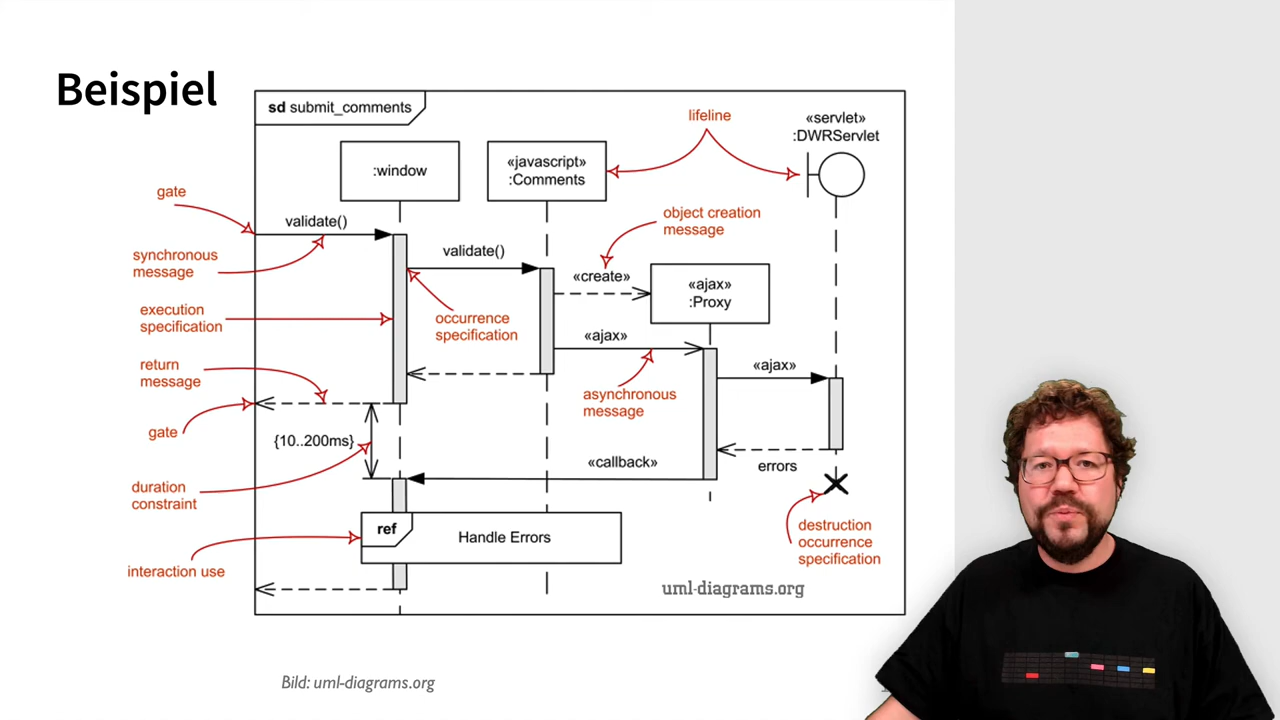 Beispiel
sd submit_comments
lifeline
«servlet»
:DWRServlet
:window
«javascript»
:Comments
gate
object creation
message
validate()
synchronous
message
validate()
«create»
«ajax»
:Proxy
execution
specification
occurrence
specification
«ajax»
return
message
«ajax»
asynchronous
message
gate
{10..200ms}
«callback»
errors
duration
constraint
ref
Handle Errors
destruction
occurrence
specification
interaction use
uml-diagrams.org
Bild: uml-diagrams.org